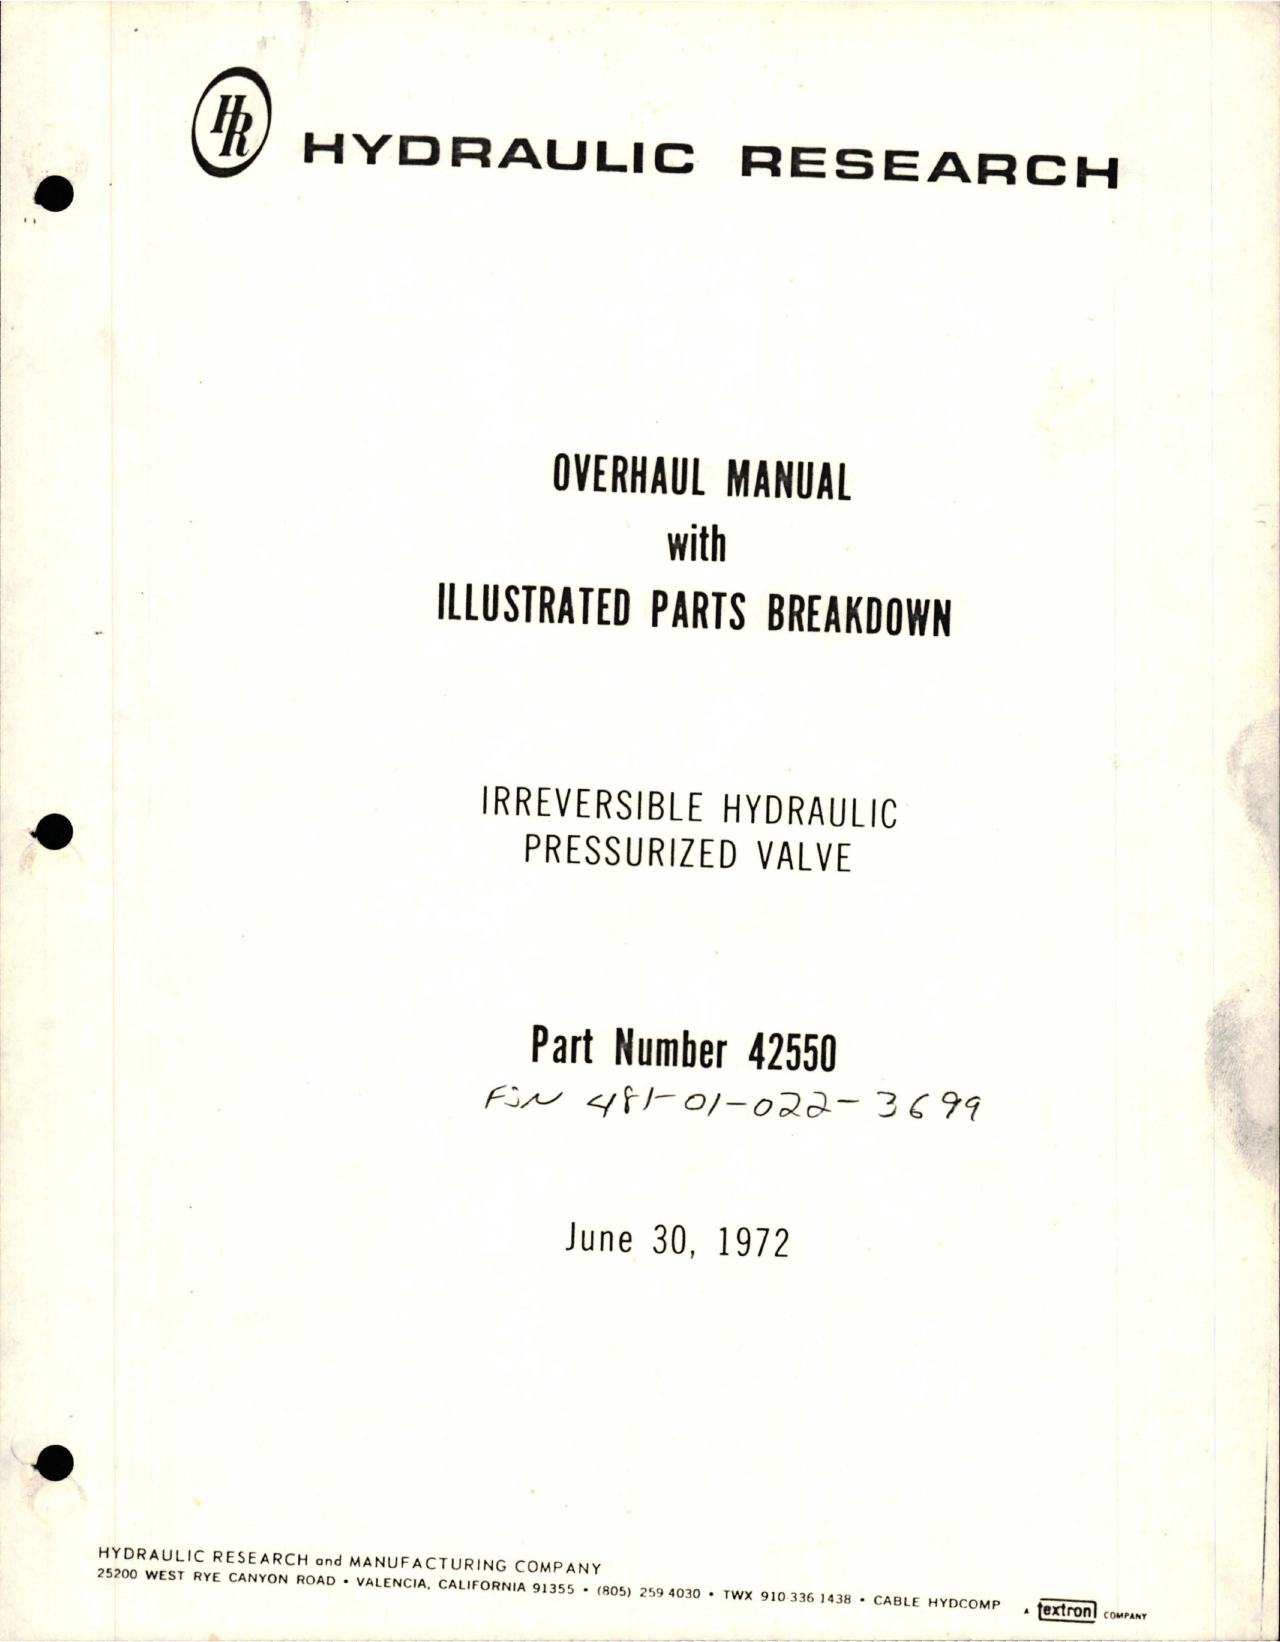 HR HYDRAULIC RESEARCH
OVERHAUL MANUAL
with
ILLUSTRATED PARTS BREAKDOWN
IRREVERSIBLE HYDRAULIC
PRESSURIZED VALVE
Part Number 42550
FSN 481-01-022-3699
June 30, 1972
HYDRAULIC RESEARCH and MANUFACTURING COMPANY
25200 WEST RYE CANYON ROAD • VALENCIA, CALIFORNIA 91355 • (805) 259 4030 • TWX 910-336 1438 • CABLE HYDCOMP
A textron COMPANY